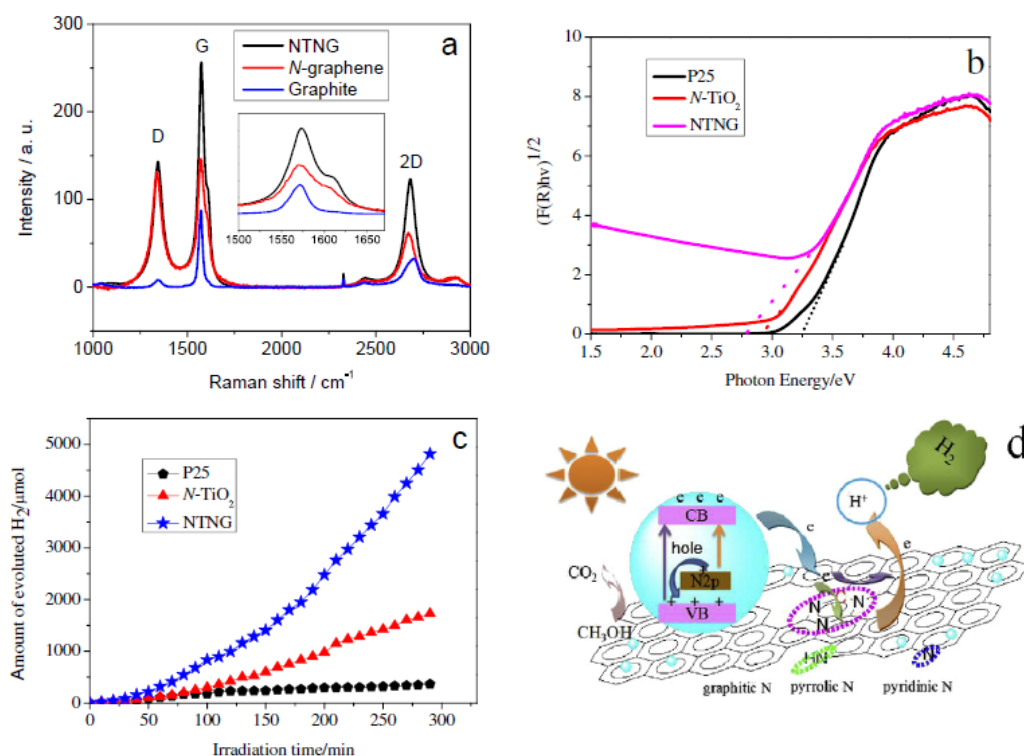 a
300
200
100
0
Intensity / a. u.
D
G
2D
NTNG
N-graphene
Graphite
1500 1550 1600 1650
1000 1500 2000 2500 3000
Raman shift / cm-1
b
10
8
6
4
2
0
(F(R)hv)1/2
P25
N-TiO2
NTNG
1.5 2.0 2.5 3.0 3.5 4.0 4.5
Photon Energy/eV
c
5000
4000
3000
2000
1000
0
Amount of evoluted H2/μmol
P25
N-TiO2
NTNG
0 50 100 150 200 250 300
Irradiation time/min
d
H2
H+
e e e
CB
e
e
hole
e
N2p
+ + +
VB
CO2
CH3OH
N N
N
HN
N
graphitic N pyrrolic N pyridinic N